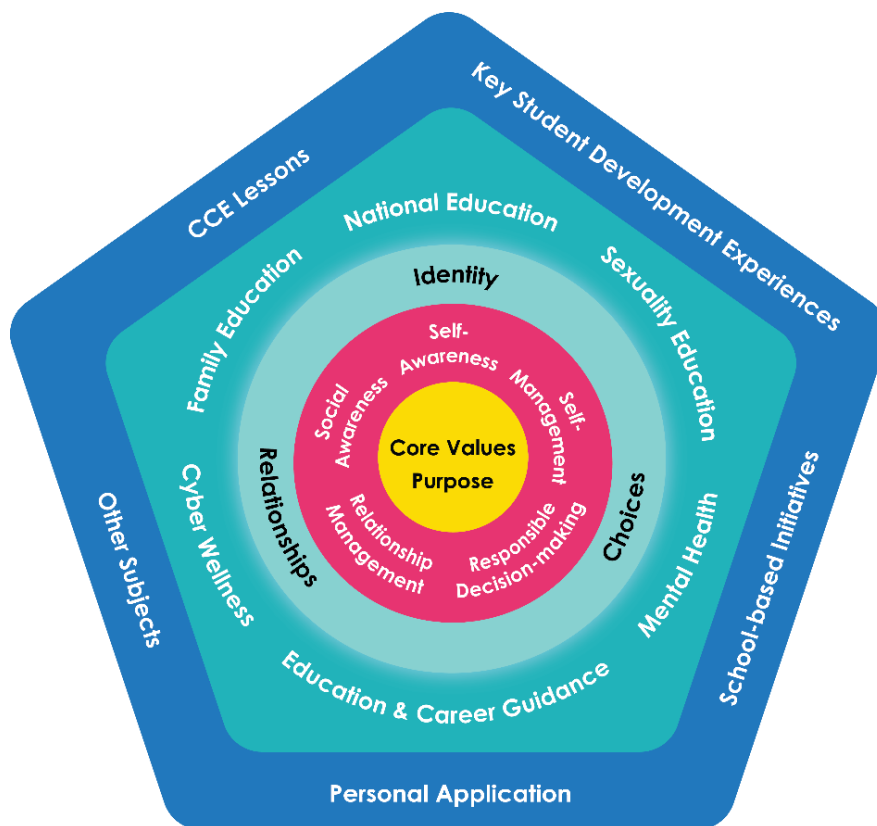 Key Student Development Experiences
CCE Lessons
National Education
Sexuality Education
Family Education
Identity
Self-
Awareness
Self-
Management
Social
Awareness
Core Values
Purpose
Relationships
Choices
Relationship
Management
Responsible
Decision-making
Cyber Wellness
Mental Health
Education & Career Guidance
Other Subjects
School-based Initiatives
Personal Application